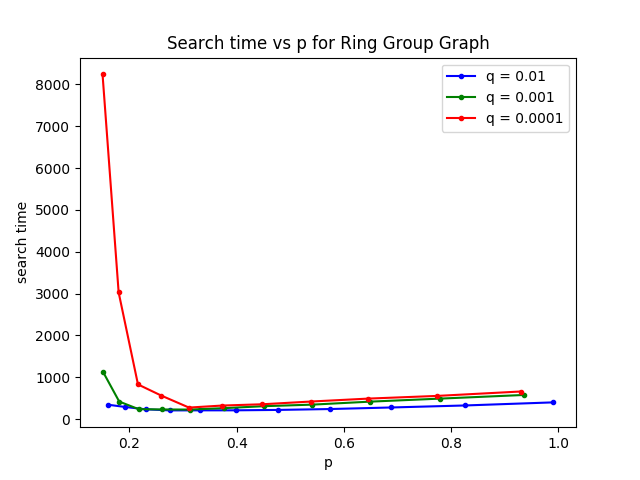 Search time vs p for Ring Group Graph
q = 0.01
q = 0.001
q = 0.0001
8000
7000
6000
5000
4000
3000
2000
1000
0
search time
0.2
0.4
0.6
0.8
1.0
p